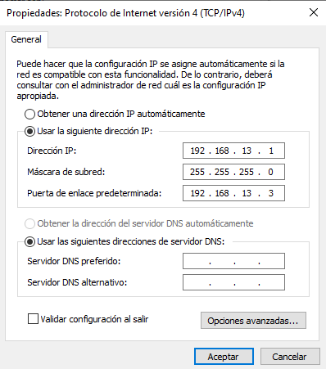 Propiedades: Protocolo de Internet versión 4 (TCP/IPv4)
General
Puede hacer que la configuración IP se asigne automáticamente si la
red es compatible con esta funcionalidad. De lo contrario, deberá
consultar con el administrador de red cuál es la configuración IP
apropiada.
Obtener una dirección IP automáticamente
Usar la siguiente dirección IP:
Dirección IP: 192 . 168 . 13 . 1
Máscara de subred: 255 . 255 . 255 . 0
Puerta de enlace predeterminada: 192 . 168 . 13 . 3
Obtener la dirección del servidor DNS automáticamente
Usar las siguientes direcciones de servidor DNS:
Servidor DNS preferido: . . .
Servidor DNS alternativo: . . .
Validar configuración al salir
Opciones avanzadas...
Aceptar Cancelar